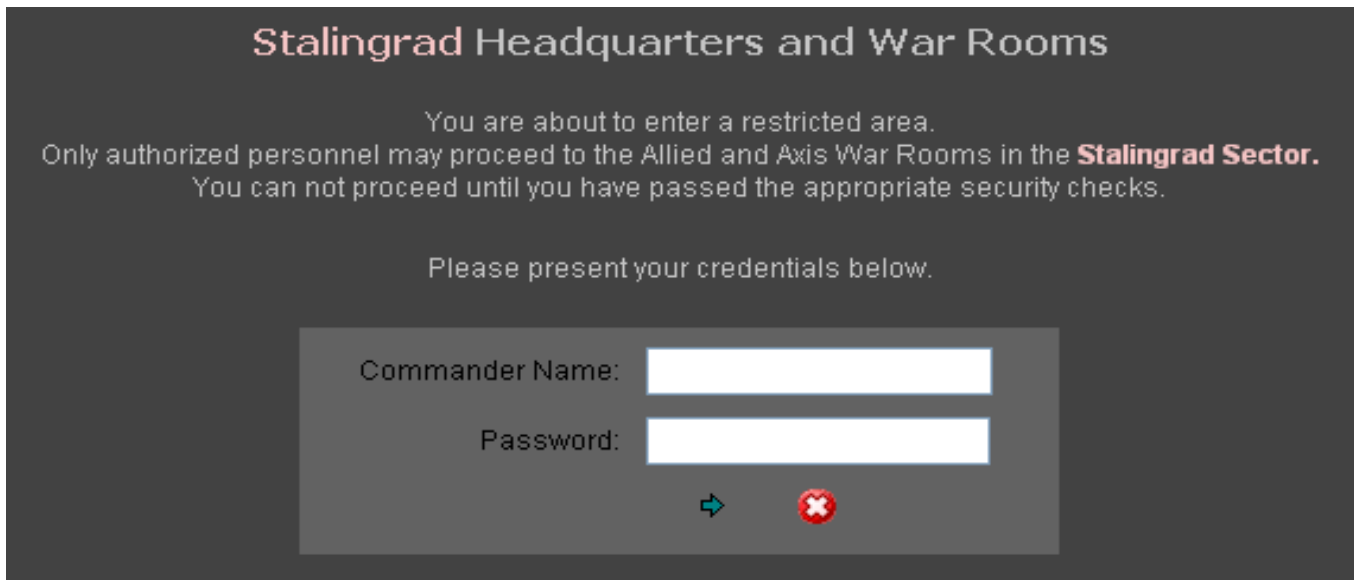 Stalingrad Headquarters and War Rooms
You are about to enter a restricted area.
Only authorized personnel may proceed to the Allied and Axis War Rooms in the Stalingrad Sector.
You can not proceed until you have passed the appropriate security checks.
Please present your credentials below.
Commander Name:
Password: